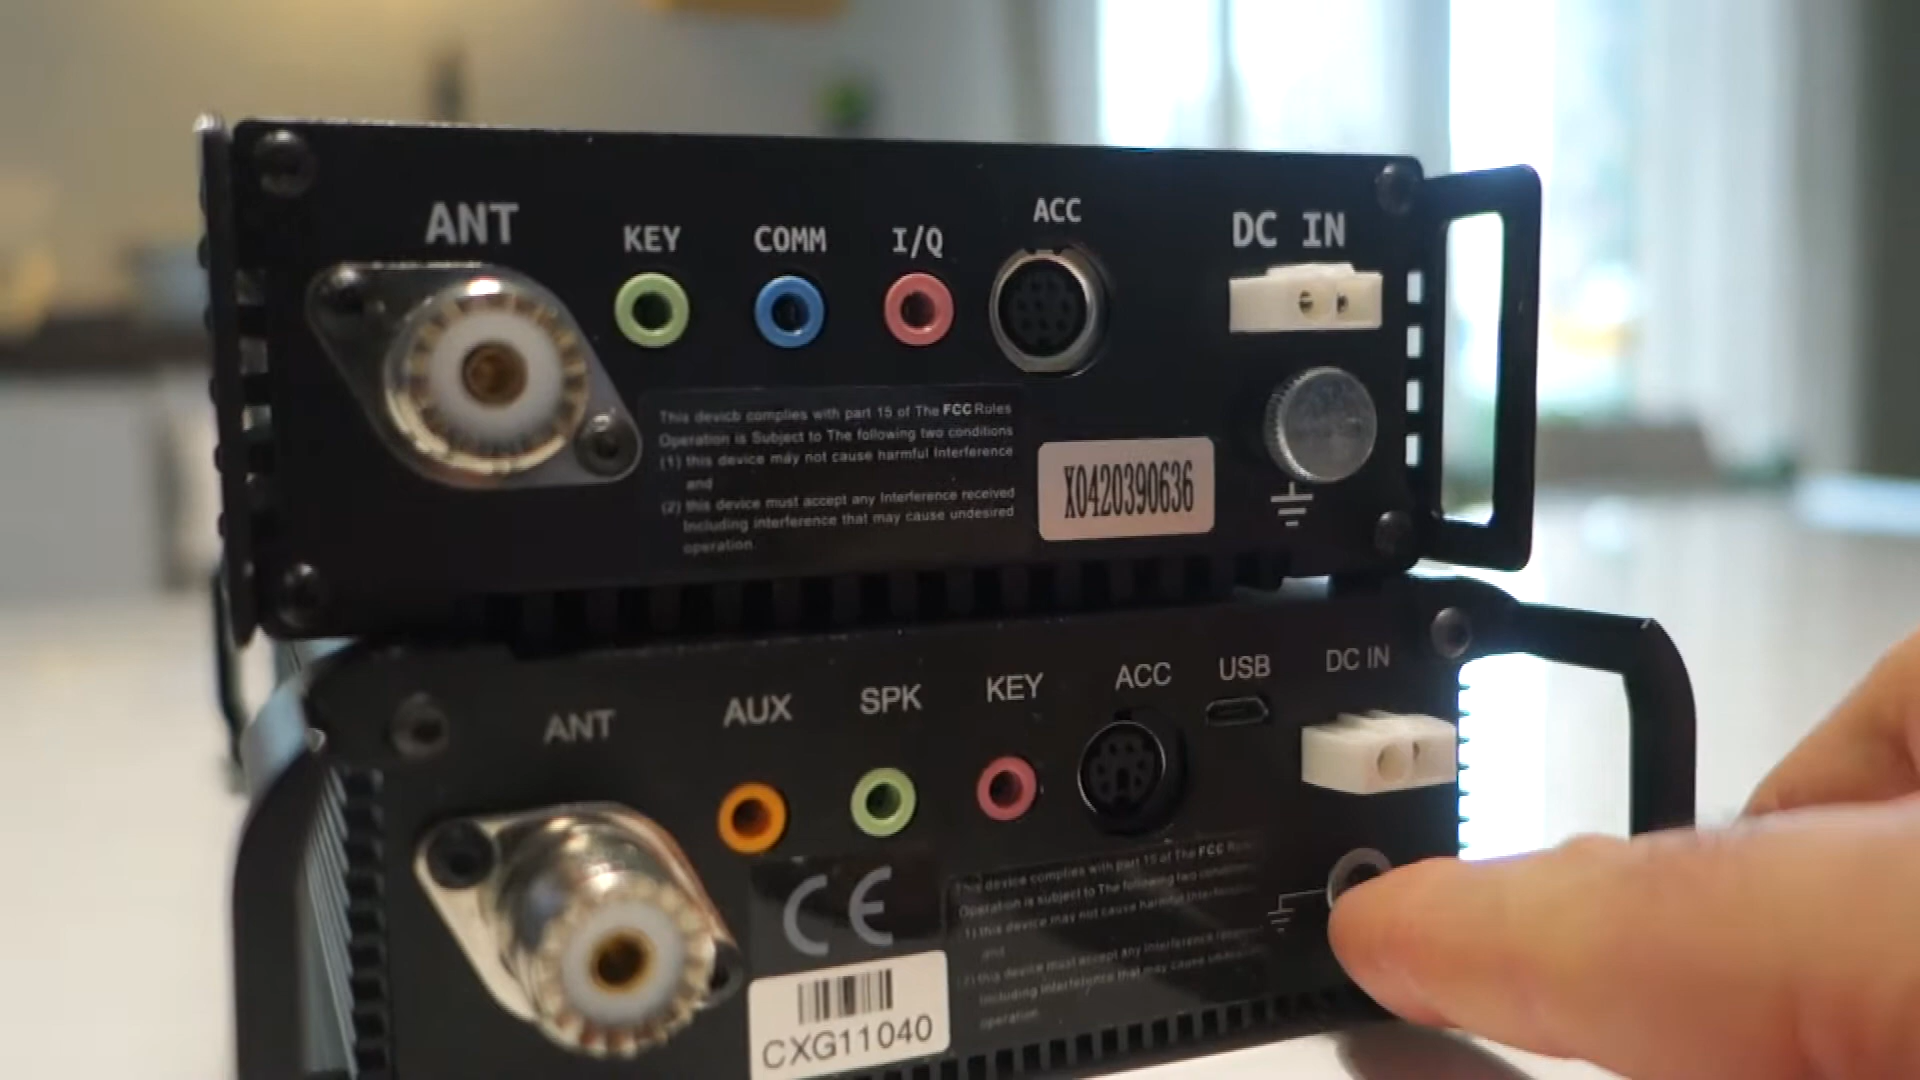 ANT
KEY
COMM
I/Q
ACC
DC IN
This devicb complies with part 15 of The FCC Roles
Operation is Subject to The following two conditions
(1) this device may not cause harmful Interference
and
(2) this device must accept any Interference received
Including interference that may cause undesired
operation.
X0420390636
ANT
AUX
SPK
KEY
ACC
USB
DC IN
CE
This device complies with part 15 of The FCC Rules
Operation is subject to The following two conditions
1) this device may not cause harmful Interference
and
(2) this device must accept any Interference
Including Interference that may cause
operation.
CXG11040